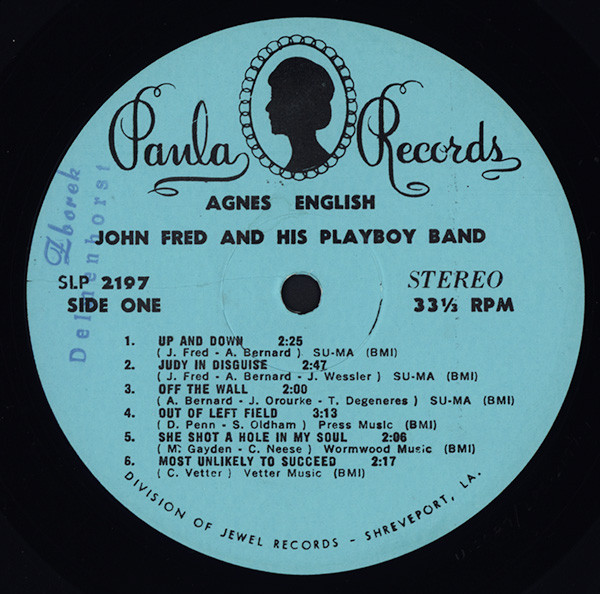 Paula Records
AGNES ENGLISH
JOHN FRED AND HIS PLAYBOY BAND
SLP 2197
SIDE ONE
STEREO
33⅓ RPM
1. UP AND DOWN 2:25
( J. Fred - A. Bernard ) SU-MA (BMI)
2. JUDY IN DISGUISE 2:47
( J. Fred - A. Bernard - J. Wessler ) SU-MA (BMI)
3. OFF THE WALL 2:00
( A. Bernard - J. Orourke - T. Degeneres ) SU-MA (BMI)
4. OUT OF LEFT FIELD 3:13
( D. Penn - S. Oldham ) Press Music (BMI)
5. SHE SHOT A HOLE IN MY SOUL 2:06
( M. Gayden - C. Neese ) Wormwood Music (BMI)
6. MOST UNLIKELY TO SUCCEED 2:17
( C. Vetter ) Vetter Music (BMI)
DIVISION OF JEWEL RECORDS - SHREVEPORT, LA.
Zborek
Delmenhorst